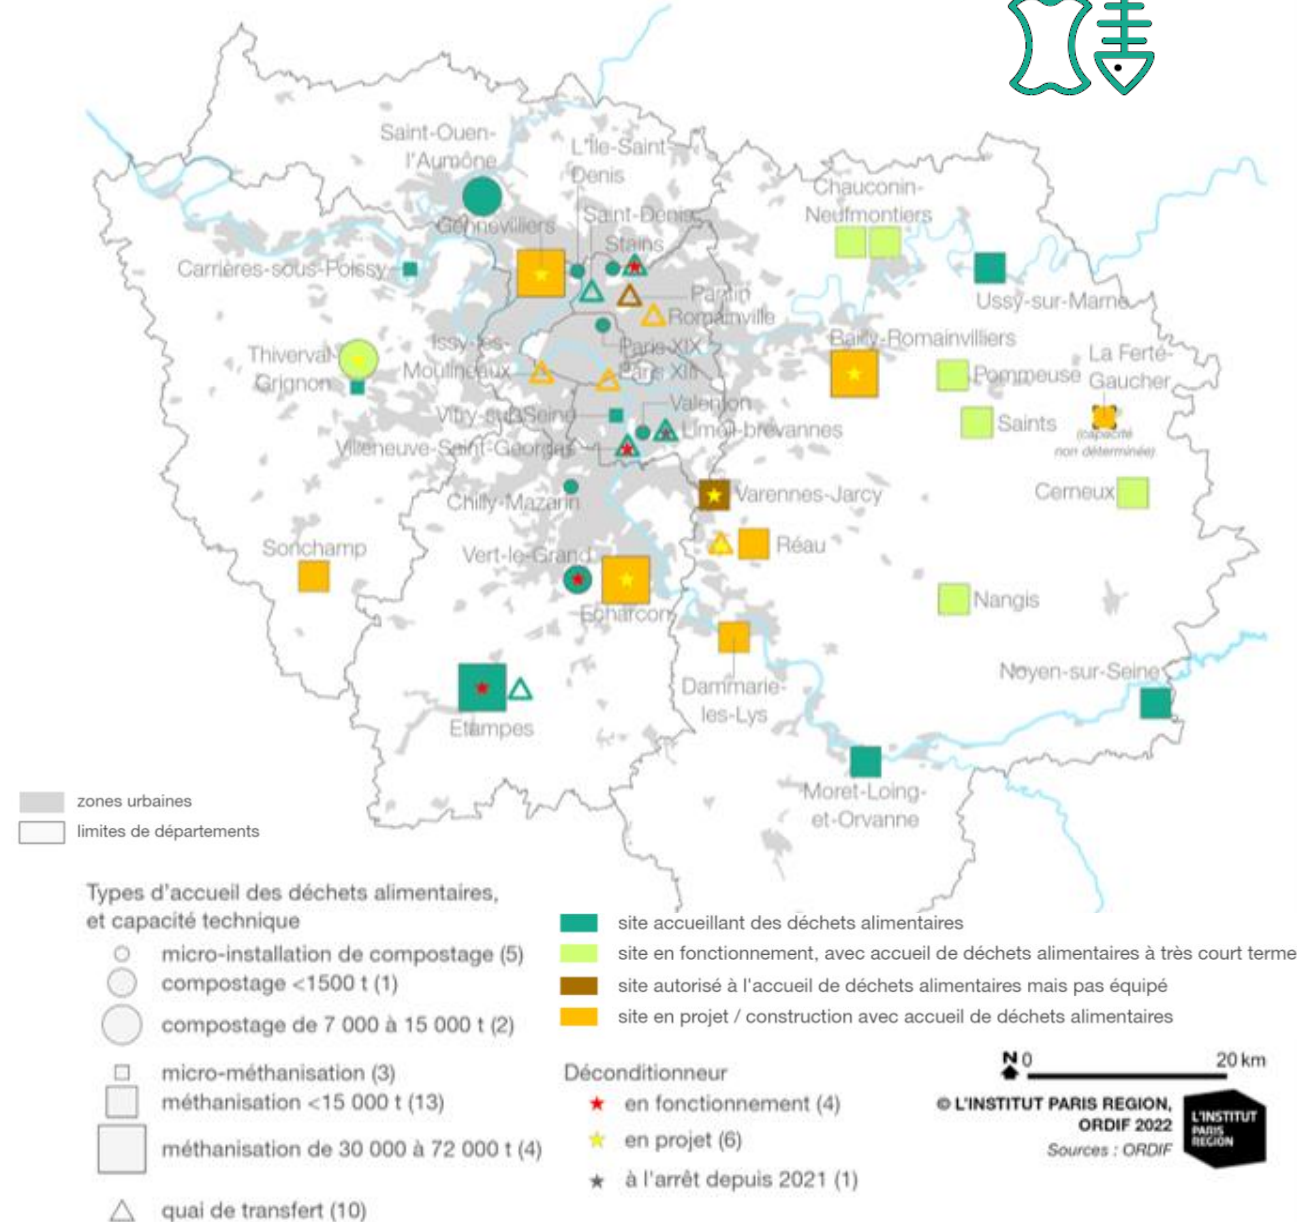 Saint-Ouen-
l'Aumône
L'Île-Saint-
Denis
Chauconin-
Neufmontiers
Saint-Denis
Gennevilliers
Stains
Carrières-sous-Poissy
Pantin
Ussy-sur-Marne
Romainville
Bailly-Romainvilliers
Issy-les-
Moulineaux
Paris XIX
Thiverval-
Grignon
La Ferté-
Gaucher
Paris XII
Pommeuse
Vitry-sur-Seine
Valenton
Saints
Limeil-brévannes
(capacité
non déterminée)
Villeneuve-Saint-Georges
Chilly-Mazarin
Varennes-Jarcy
Cerneux
Sonchamp
Vert-le-Grand
Réau
Echarcon
Nangis
Noyen-sur-Seine
Dammarie-
les-Lys
Etampes
Moret-Loing-
et-Orvanne
zones urbaines
limites de départements
Types d'accueil des déchets alimentaires,
et capacité technique
micro-installation de compostage (5)
compostage <1500 t (1)
compostage de 7 000 à 15 000 t (2)
micro-méthanisation (3)
méthanisation <15 000 t (13)
méthanisation de 30 000 à 72 000 t (4)
quai de transfert (10)
site accueillant des déchets alimentaires
site en fonctionnement, avec accueil de déchets alimentaires à très court terme
site autorisé à l'accueil de déchets alimentaires mais pas équipé
site en projet / construction avec accueil de déchets alimentaires
Déconditionneur
en fonctionnement (4)
en projet (6)
à l'arrêt depuis 2021 (1)
N 0 20 km
© L'INSTITUT PARIS REGION,
ORDIF 2022
Sources : ORDIF
L'INSTITUT
PARIS
REGION